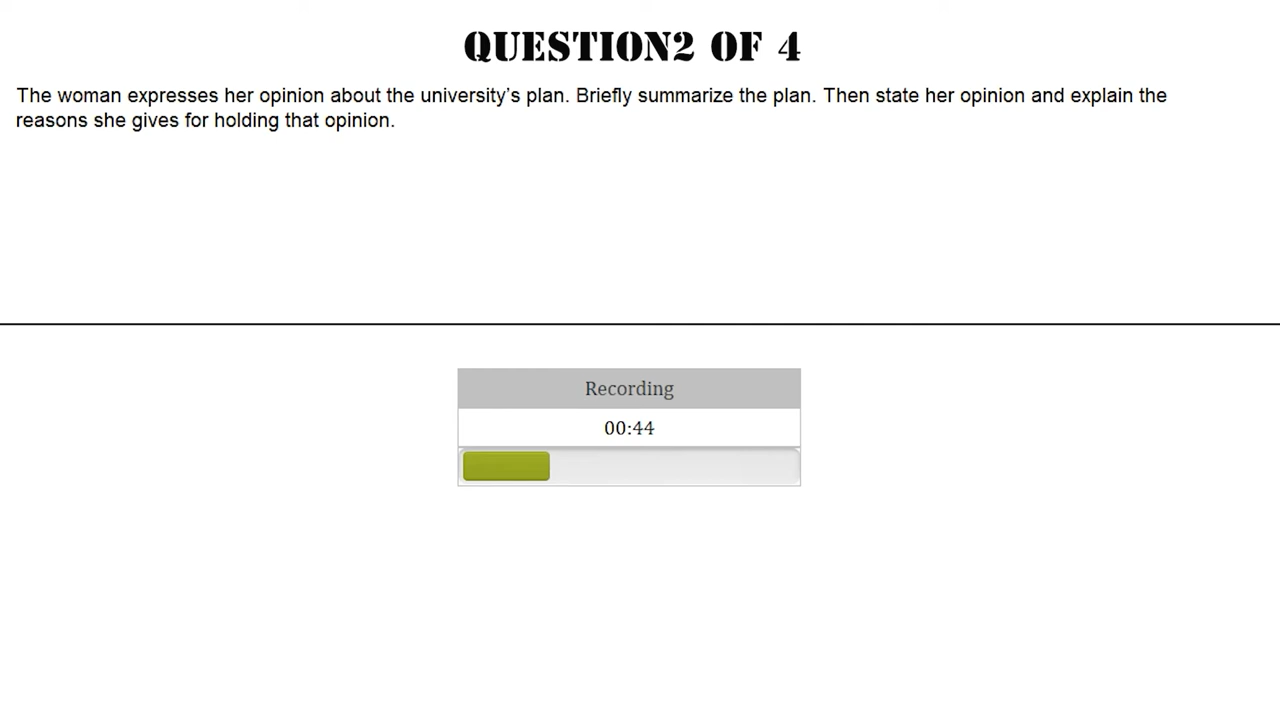 QUESTION2 OF 4
The woman expresses her opinion about the university's plan. Briefly summarize the plan. Then state her opinion and explain the
reasons she gives for holding that opinion.
Recording
00:44